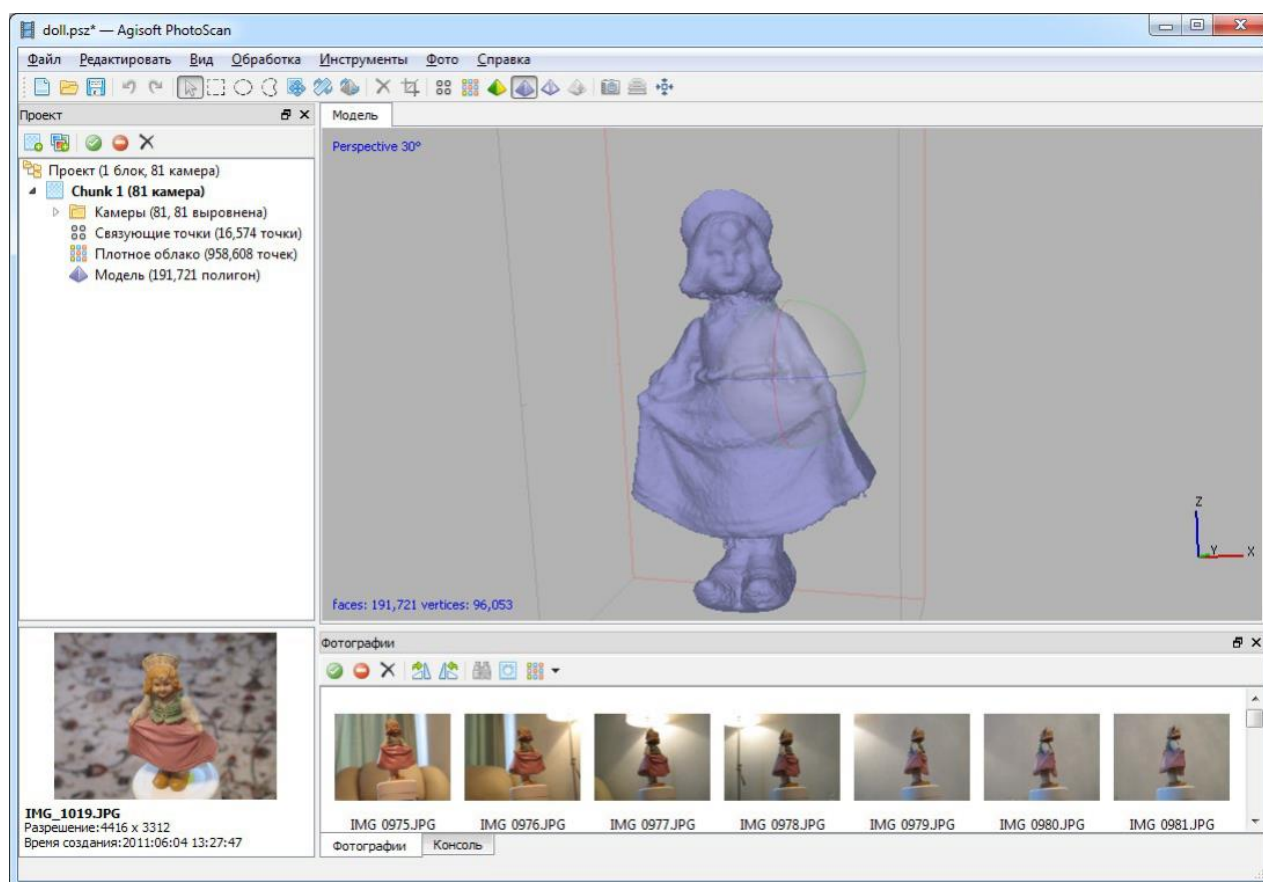 doll.psz* — Agisoft PhotoScan
Файл Редактировать Вид Обработка Инструменты Фото Справка
Проект
Модель
Perspective 30°
Проект (1 блок, 81 камера)
Chunk 1 (81 камера)
Камеры (81, 81 выровнена)
Связующие точки (16,574 точки)
Плотное облако (958,608 точек)
Модель (191,721 полигон)
Z
Y X
faces: 191,721 vertices: 96,053
Фотографии
IMG_0975.JPG IMG_0976.JPG IMG_0977.JPG IMG_0978.JPG IMG_0979.JPG IMG_0980.JPG IMG_0981.JPG
IMG_1019.JPG
Разрешение:4416 x 3312
Время создания:2011:06:04 13:27:47
Фотографии Консоль